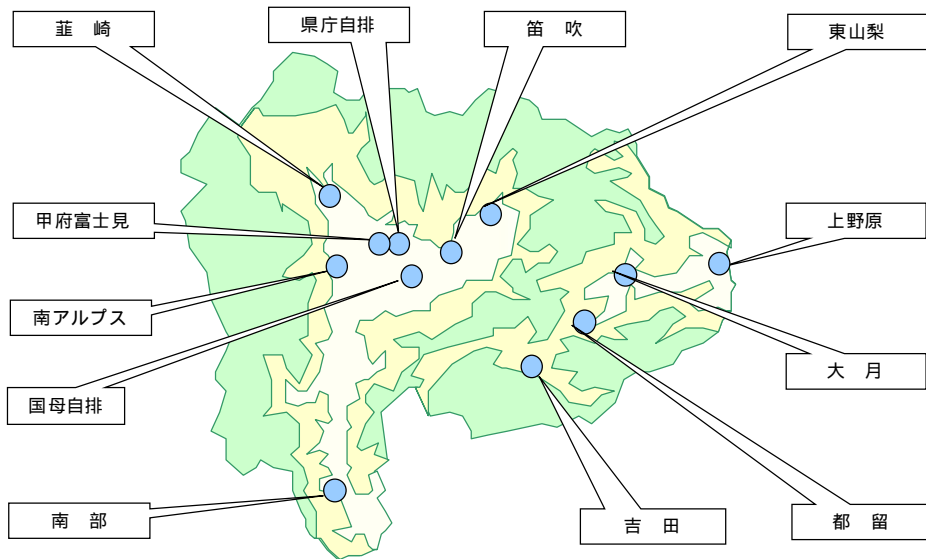 韮 崎
県庁自排
笛 吹
東山梨
甲府富士見
上野原
南アルプス
大 月
国母自排
南 部
吉 田
都 留